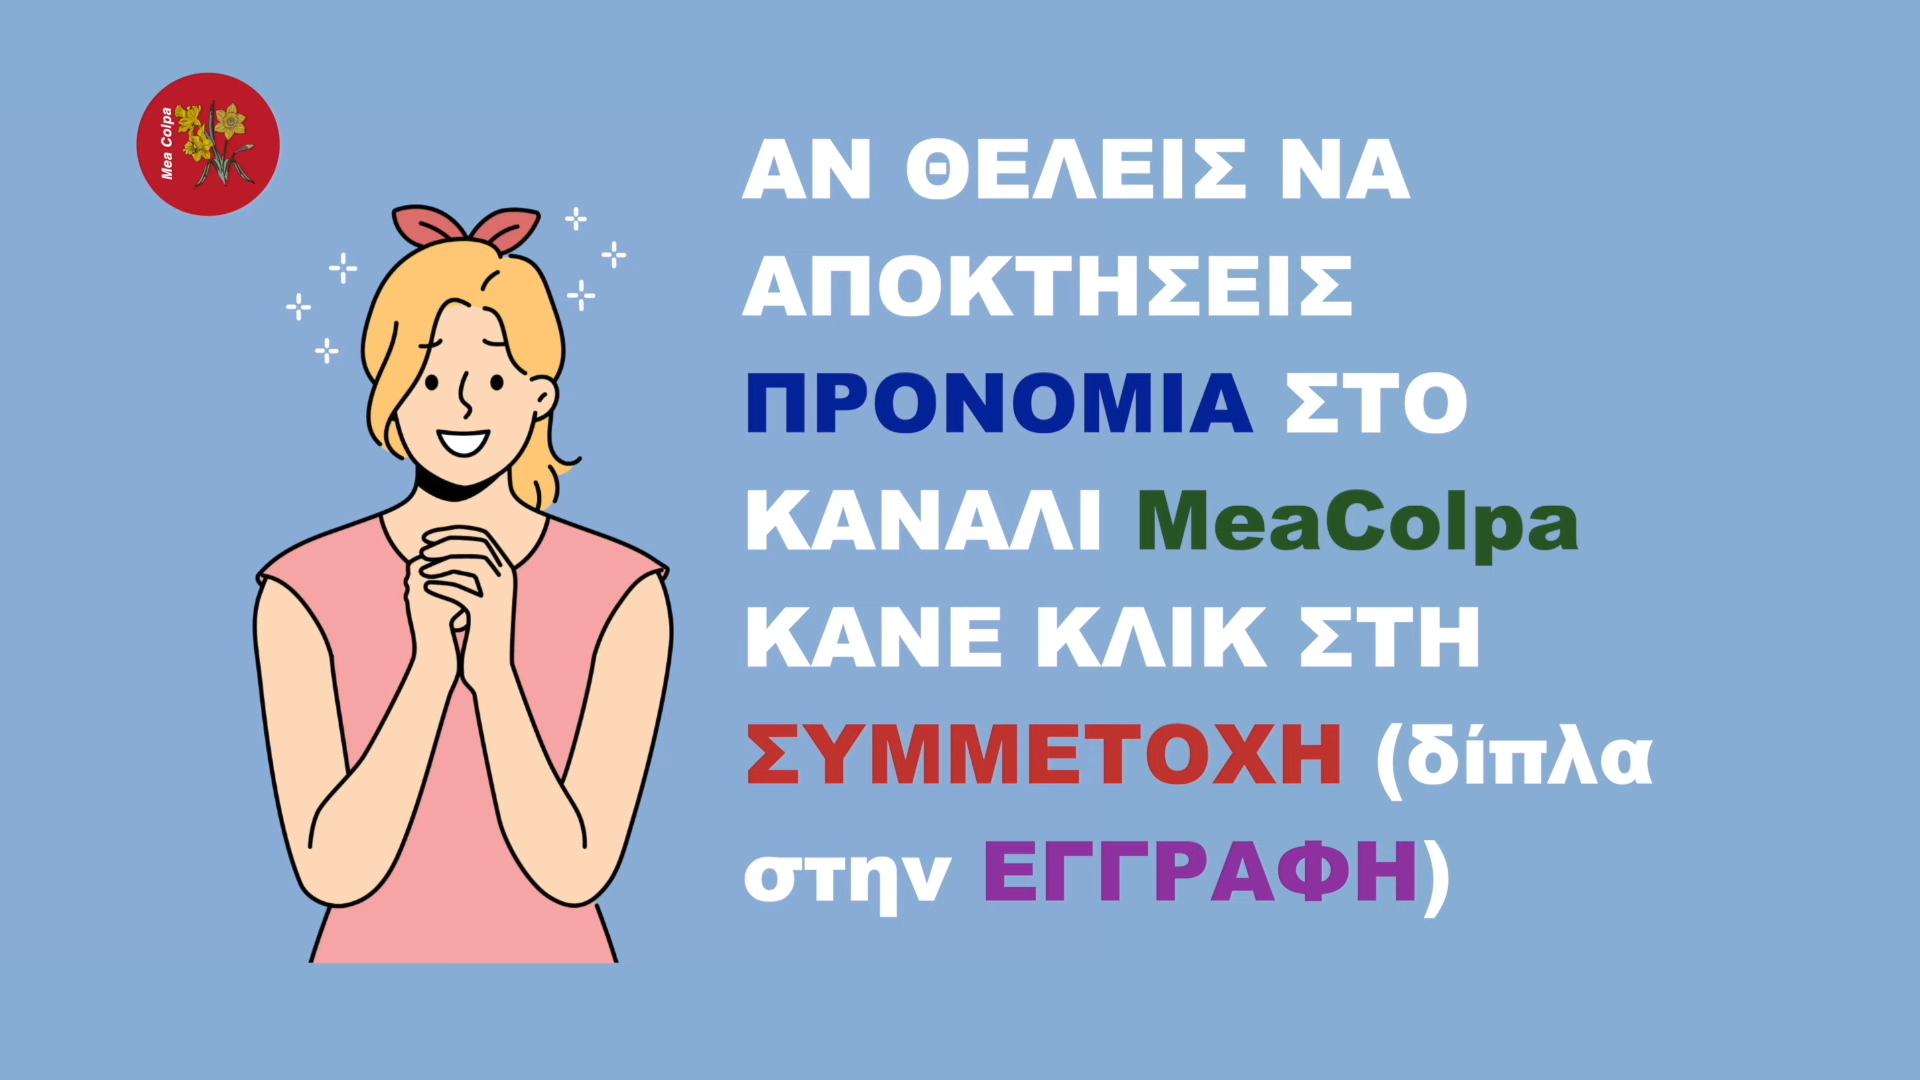 Mea Colpa
ΑΝ ΘΕΛΕΙΣ ΝΑ
ΑΠΟΚΤΗΣΕΙΣ
ΠΡΟΝΟΜΙΑ ΣΤΟ
ΚΑΝΑΛΙ MeaColpa
ΚΑΝΕ ΚΛΙΚ ΣΤΗ
ΣΥΜΜΕΤΟΧΗ (δίπλα
στην ΕΓΓΡΑΦΗ)